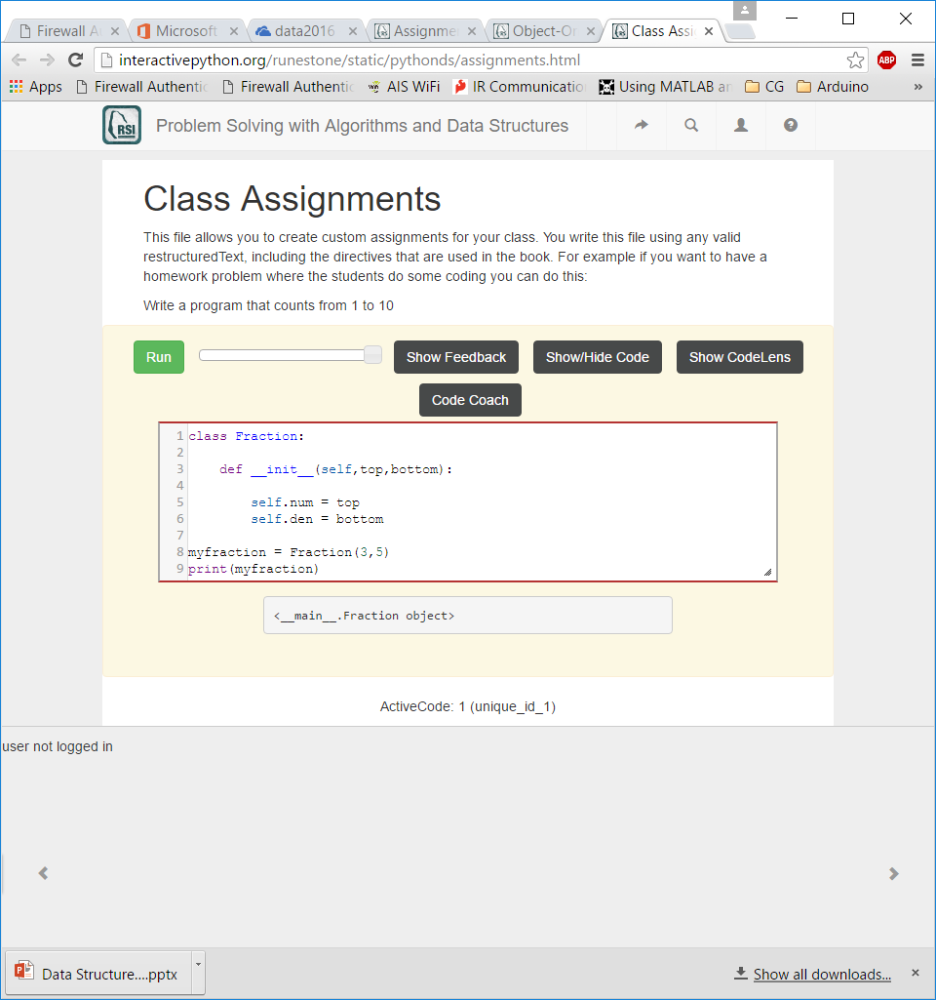 Firewall A
Microsoft
data2016
Assignme
Object-Or
Class Assi
interactivepython.org/runestone/static/pythonds/assignments.html
ABP
Apps
Firewall Authentic
Firewall Authentic
AIS WiFi
IR Communicatio
Using MATLAB an
CG
Arduino
»
RSI
Problem Solving with Algorithms and Data Structures
Class Assignments
This file allows you to create custom assignments for your class. You write this file using any valid
restructuredText, including the directives that are used in the book. For example if you want to have a
homework problem where the students do some coding you can do this:
Write a program that counts from 1 to 10
Run
Show Feedback
Show/Hide Code
Show CodeLens
Code Coach
1 class Fraction:
2
3     def __init__(self,top,bottom):
4
5         self.num = top
6         self.den = bottom
7
8 myfraction = Fraction(3,5)
9 print(myfraction)
<__main__.Fraction object>
ActiveCode: 1 (unique_id_1)
user not logged in
Data Structure....pptx
Show all downloads...